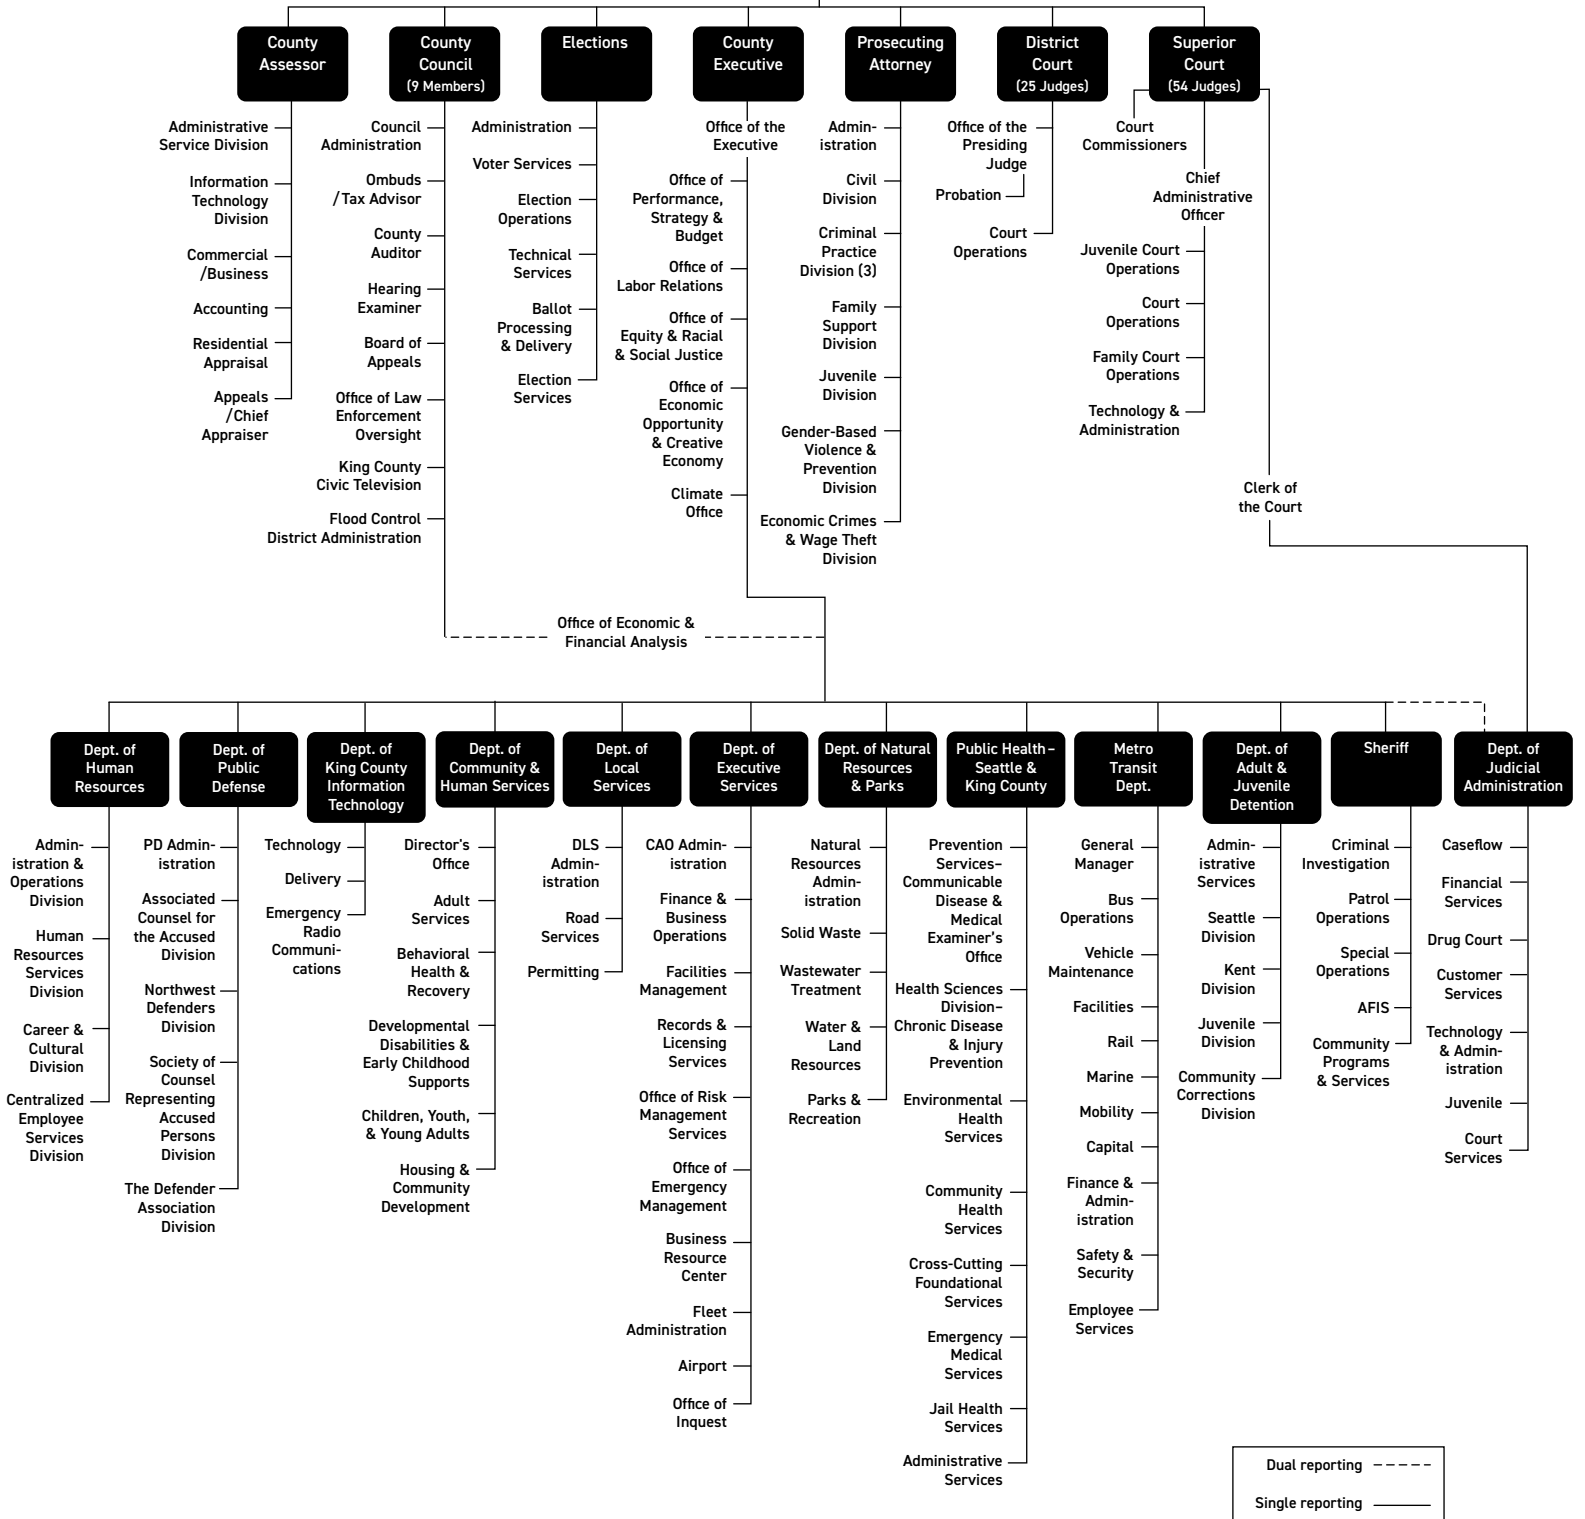 County
Assessor
County
Council
(9 Members)
Elections
County
Executive
Prosecuting
Attorney
District
Court
(25 Judges)
Superior
Court
(54 Judges)
Administrative
Service Division
Information
Technology
Division
Commercial
/Business
Accounting
Residential
Appraisal
Appeals
/Chief
Appraiser
Council
Administration
Ombuds
/Tax Advisor
County
Auditor
Hearing
Examiner
Board of
Appeals
Office of Law
Enforcement
Oversight
King County
Civic Television
Flood Control
District Administration
Administration
Voter Services
Election
Operations
Technical
Services
Ballot
Processing
& Delivery
Election
Services
Office of the
Executive
Office of
Performance,
Strategy &
Budget
Office of
Labor Relations
Office of
Equity & Racial
& Social Justice
Office of
Economic
Opportunity
& Creative
Economy
Climate
Office
Admin-
istration
Civil
Division
Criminal
Practice
Division (3)
Family
Support
Division
Juvenile
Division
Gender-Based
Violence &
Prevention
Division
Economic Crimes
& Wage Theft
Division
Office of the
Presiding
Judge
Probation
Court
Operations
Court
Commissioners
Chief
Administrative
Officer
Juvenile Court
Operations
Court
Operations
Family Court
Operations
Technology &
Administration
Clerk of
the Court
Office of Economic &
Financial Analysis
Dept. of
Human
Resources
Dept. of
Public
Defense
Dept. of
King County
Information
Technology
Dept. of
Community &
Human Services
Dept. of
Local
Services
Dept. of
Executive
Services
Dept. of Natural
Resources
& Parks
Public Health–
Seattle &
King County
Metro
Transit
Dept.
Dept. of
Adult &
Juvenile
Detention
Sheriff
Dept. of
Judicial
Administration
Admin-
istration &
Operations
Division
Human
Resources
Services
Division
Career &
Cultural
Division
Centralized
Employee
Services
Division
PD Admin-
istration
Associated
Counsel for
the Accused
Division
Northwest
Defenders
Division
Society of
Counsel
Representing
Accused
Persons
Division
The Defender
Association
Division
Technology
Delivery
Emergency
Radio
Communi-
cations
Director's
Office
Adult
Services
Behavioral
Health &
Recovery
Developmental
Disabilities &
Early Childhood
Supports
Children, Youth,
& Young Adults
Housing &
Community
Development
DLS
Admin-
istration
Road
Services
Permitting
CAO Admin-
istration
Finance &
Business
Operations
Facilities
Management
Records &
Licensing
Services
Office of Risk
Management
Services
Office of
Emergency
Management
Business
Resource
Center
Fleet
Administration
Airport
Office of
Inquest
Natural
Resources
Admin-
istration
Solid Waste
Wastewater
Treatment
Water &
Land
Resources
Parks &
Recreation
Prevention
Services–
Communicable
Disease &
Medical
Examiner's
Office
Health Sciences
Division–
Chronic Disease
& Injury
Prevention
Environmental
Health
Services
Community
Health
Services
Cross-Cutting
Foundational
Services
Emergency
Medical
Services
Jail Health
Services
Administrative
Services
General
Manager
Bus
Operations
Vehicle
Maintenance
Facilities
Rail
Marine
Mobility
Capital
Finance &
Admin-
istration
Safety &
Security
Employee
Services
Admin-
istrative
Services
Seattle
Division
Kent
Division
Juvenile
Division
Community
Corrections
Division
Criminal
Investigation
Patrol
Operations
Special
Operations
AFIS
Community
Programs
& Services
Caseflow
Financial
Services
Drug Court
Customer
Services
Technology
& Admin-
istration
Juvenile
Court
Services
Dual reporting
Single reporting